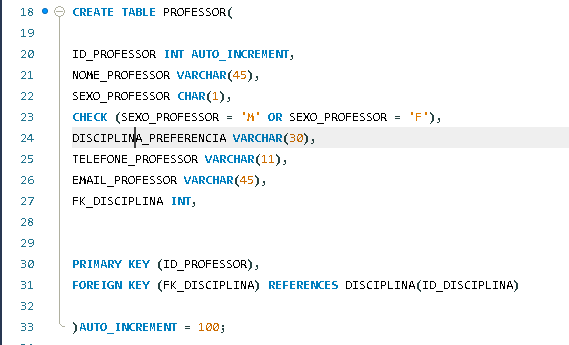 18 CREATE TABLE PROFESSOR(
19
20 ID_PROFESSOR INT AUTO_INCREMENT,
21 NOME_PROFESSOR VARCHAR(45),
22 SEXO_PROFESSOR CHAR(1),
23 CHECK (SEXO_PROFESSOR = 'M' OR SEXO_PROFESSOR = 'F'),
24 DISCIPLINA_PREFERENCIA VARCHAR(30),
25 TELEFONE_PROFESSOR VARCHAR(11),
26 EMAIL_PROFESSOR VARCHAR(45),
27 FK_DISCIPLINA INT,
28
29
30 PRIMARY KEY (ID_PROFESSOR),
31 FOREIGN KEY (FK_DISCIPLINA) REFERENCES DISCIPLINA(ID_DISCIPLINA)
32
33 )AUTO_INCREMENT = 100;